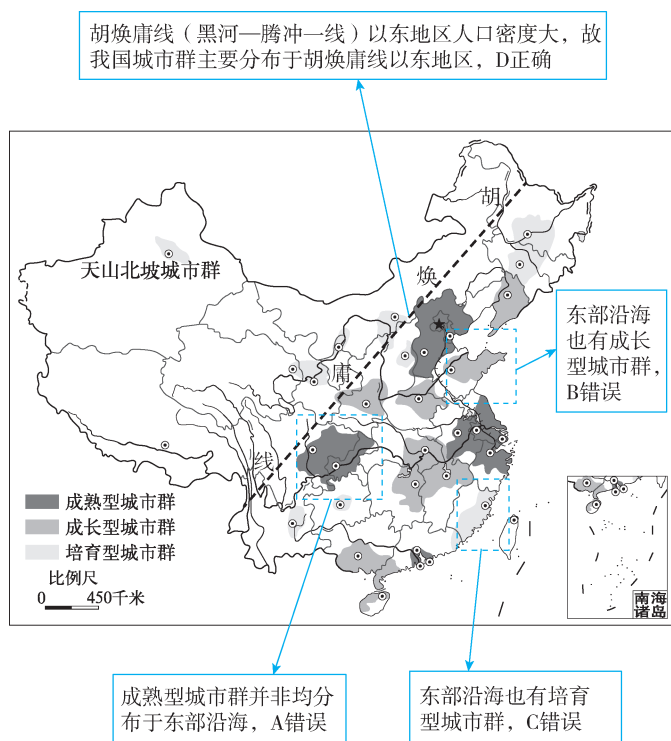 胡焕庸线（黑河—腾冲一线）以东地区人口密度大，故
我国城市群主要分布于胡焕庸线以东地区，D正确
胡
焕
庸
线
天山北坡城市群
东部沿海
也有成长
型城市群，
B错误
成熟型城市群
成长型城市群
培育型城市群
比例尺
0 450千米
南海
诸岛
成熟型城市群并非均分
布于东部沿海，A错误
东部沿海也有培育
型城市群，C错误